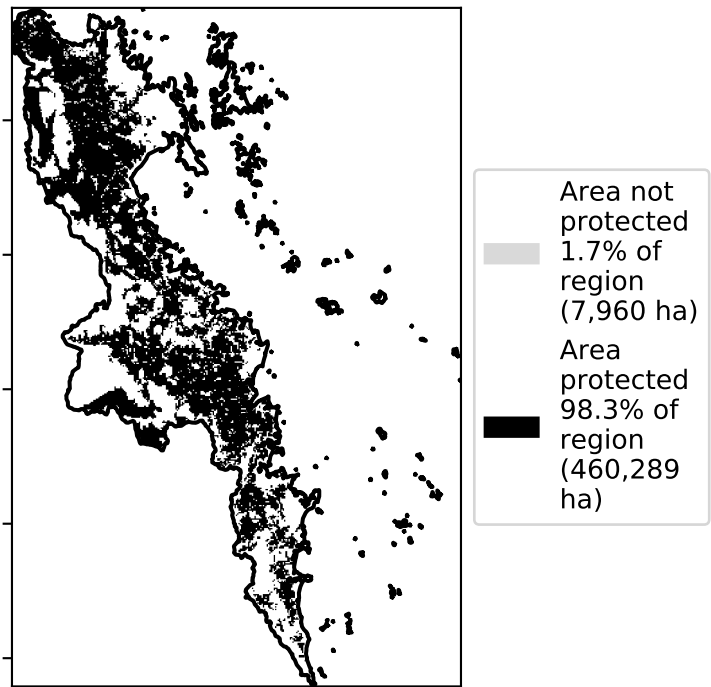 Area not
protected
1.7% of
region
(7,960 ha)
Area
protected
98.3% of
region
(460,289
ha)